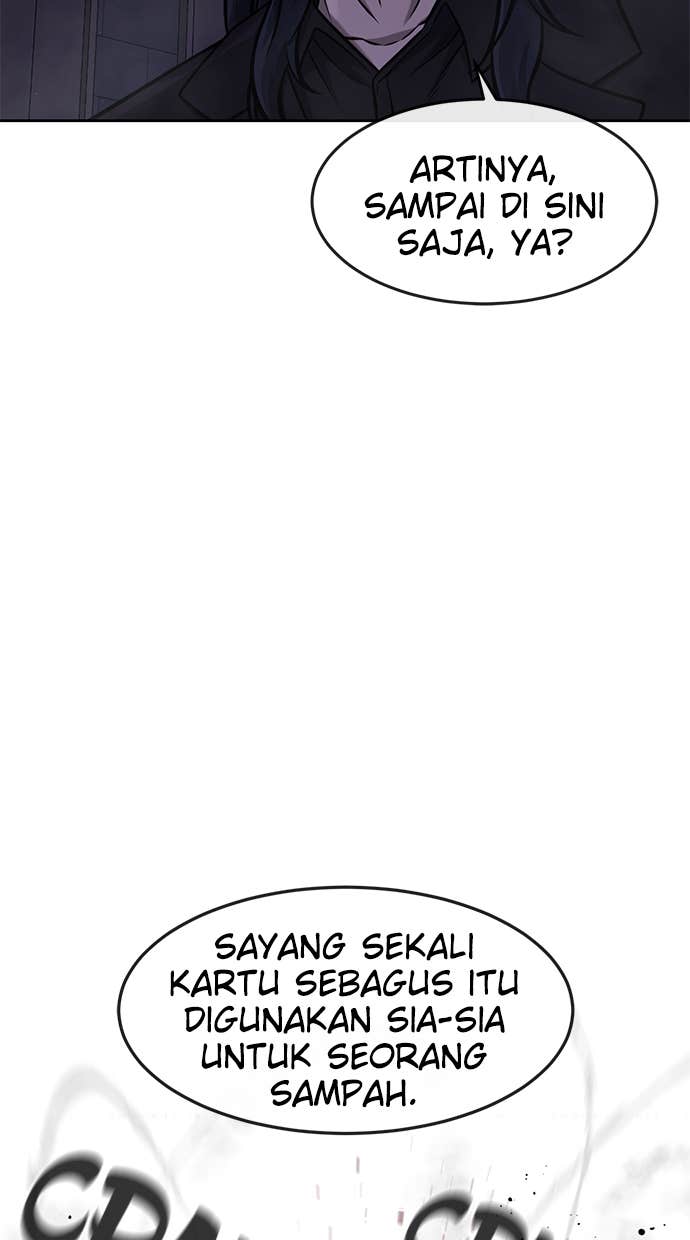 ARTINYA,
SAMPAI DI SINI
SAJA, YA?
SAYANG SEKALI
KARTU SEBAGUS ITU
DIGUNAKAN SIA-SIA
UNTUK SEORANG
SAMPAH.